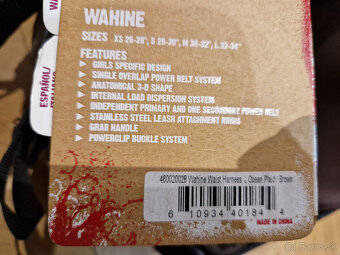 WAHINE
SIZES XS 26-28", S 28-30", M 30-32", L 32-34"
FEATURES
GIRLS SPECIFIC DESIGN
SINGLE OVERLAP POWER BELT SYSTEM
ANATOMICAL 3-D SHAPE
INTERNAL LOAD DISPERSION SYSTEM
INDEPENDENT PRIMARY AND ONE SECONDARY POWER BELT
STAINLESS STEEL LEASH ATTACHMENT RINGS
GRAB HANDLE
POWERCLIP BUCKLE SYSTEM
ESPAÑOL/
ITALIANO
460020028 Wahine Waist Harness L Ocean Plaid / Brown
6 10934 40184 4
MADE IN CHINA